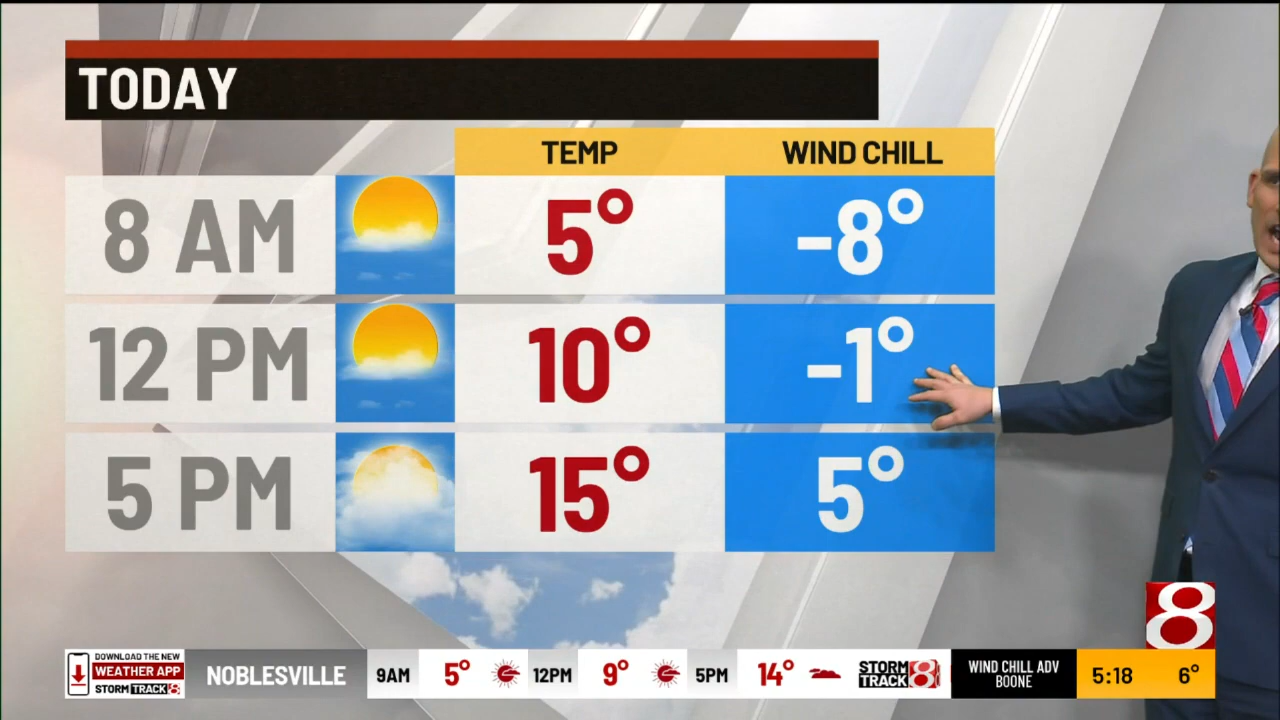 TODAY
TEMP WIND CHILL
8 AM 5° -8°
12 PM 10° -1°
5 PM 15° 5°
8
DOWNLOAD THE NEW
WEATHER APP
STORM TRACK 8
NOBLESVILLE
9AM 5° 12PM 9° 5PM 14°
STORM
TRACK 8
WIND CHILL ADV
BOONE
5:18 6°